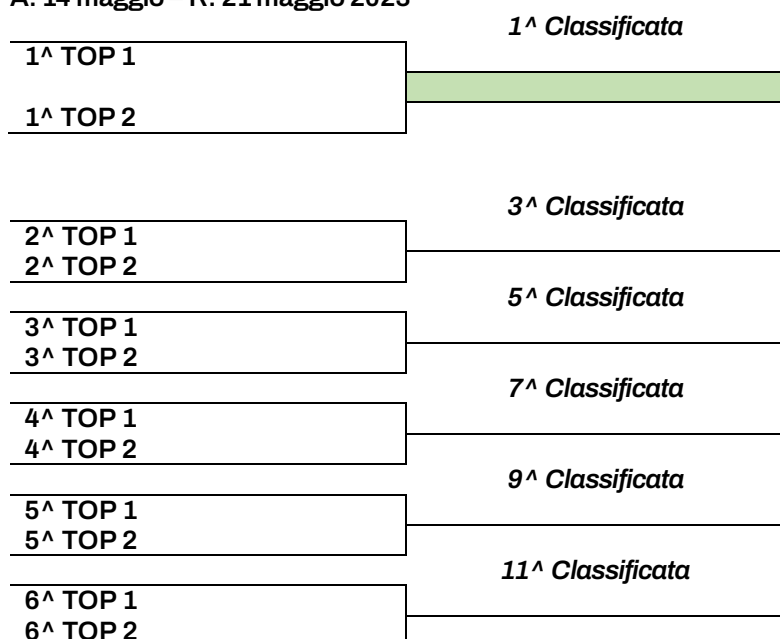 A: 14 maggio - R: 21 maggio 2023
1^ Classificata
1^ TOP 1
1^ TOP 2
3^ Classificata
2^ TOP 1
2^ TOP 2
5^ Classificata
3^ TOP 1
3^ TOP 2
7^ Classificata
4^ TOP 1
4^ TOP 2
9^ Classificata
5^ TOP 1
5^ TOP 2
11^ Classificata
6^ TOP 1
6^ TOP 2